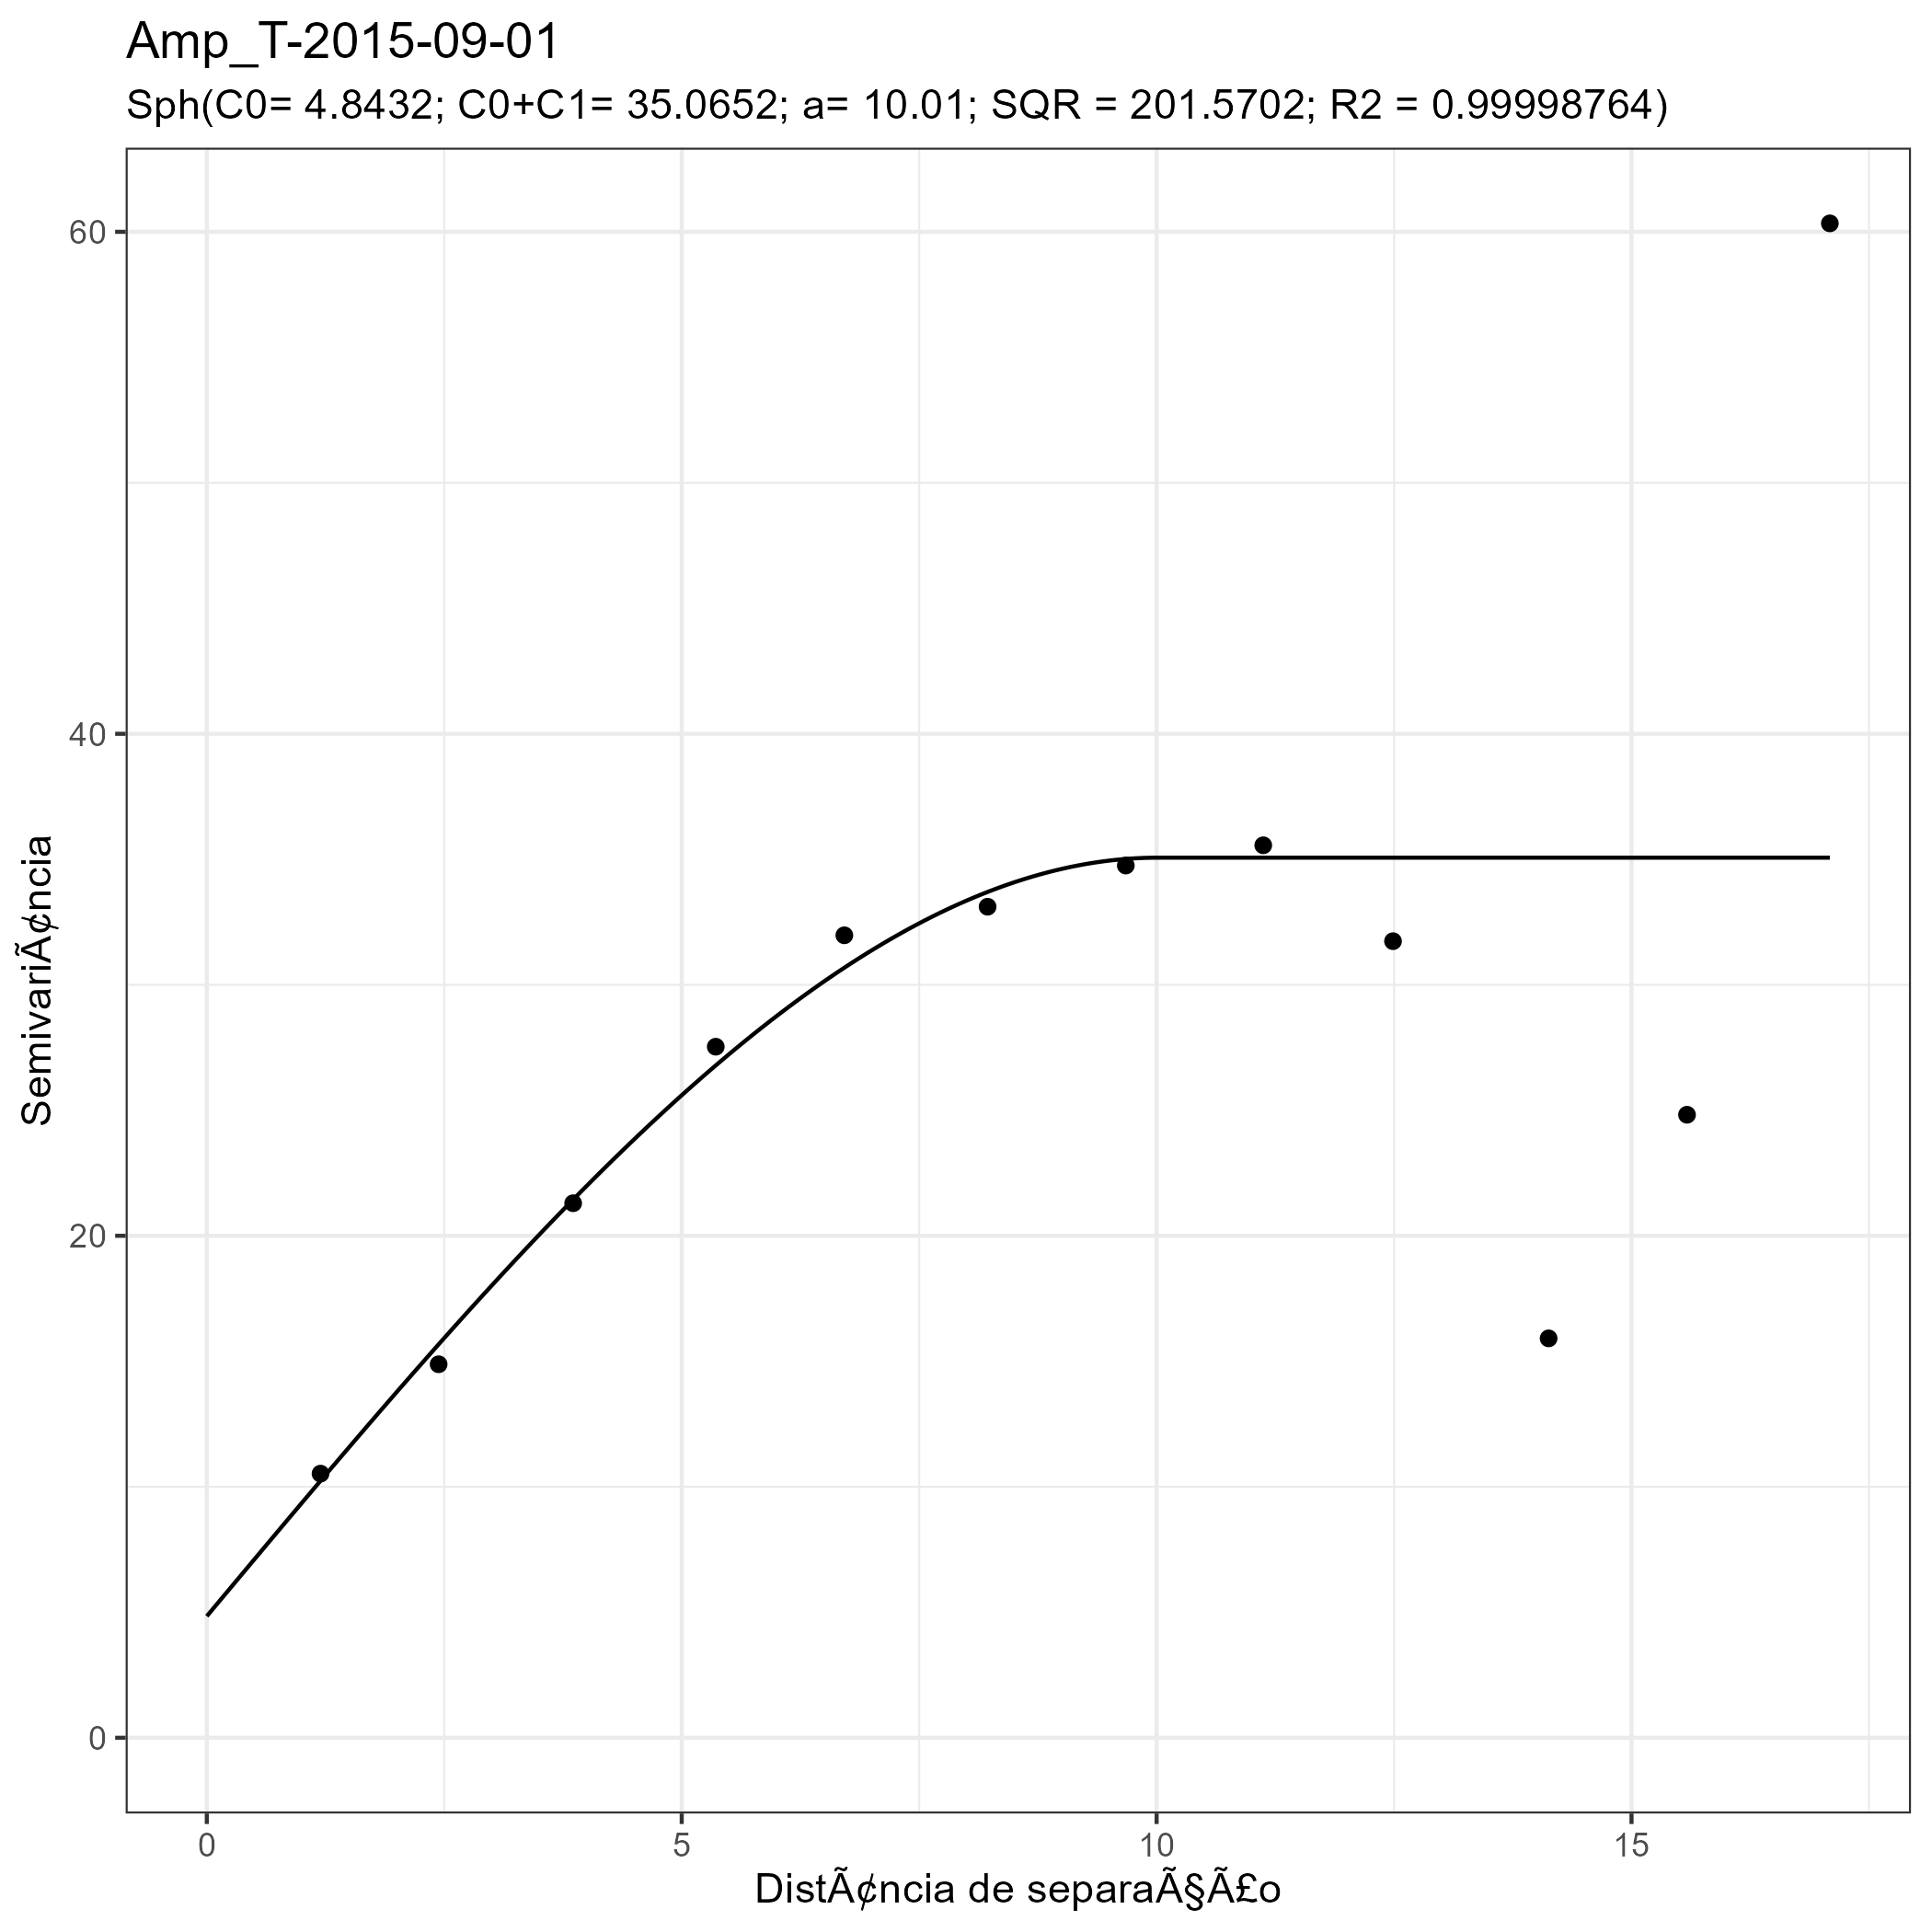 Amp_T-2015-09-01
Sph(C0= 4.8432; C0+C1= 35.0652; a= 10.01; SQR = 201.5702; R2 = 0.99998764)
60
40
20
0
SemivariÃ¢ncia
0 5 10 15
DistÃ¢ncia de separaÃ§Ã£o